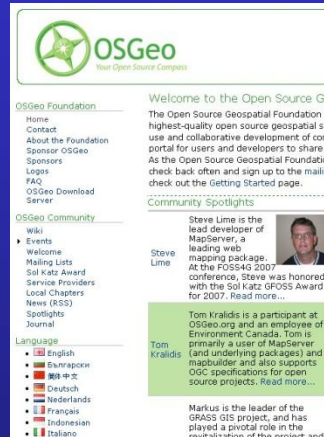 OSGeo
Your Open Source Compass
OSGeo Foundation
Home
Contact
About the Foundation
Sponsor OSGeo
Sponsors
Logos
FAQ
OSGeo Download
Server
OSGeo Community
Wiki
Events
Welcome
Mailing Lists
Sol Katz Award
Service Providers
Local Chapters
News (RSS)
Spotlights
Journal
Language
English
Български
简体中文
Deutsch
Nederlands
Français
Indonesian
Italiano
Welcome to the Open Source G
The Open Source Geospatial Foundation
highest-quality open source geospatial s
use and collaborative development of co
portal for users and developers to share
As the Open Source Geospatial Foundati
check back often and sign up to the maili
check out the Getting Started page.
Community Spotlights
Steve
Lime
Steve Lime is the
lead developer of
MapServer, a
leading web
mapping package.
At the FOSS4G 2007
conference, Steve was honored
with the Sol Katz GFOSS Award
for 2007. Read more...
Tom
Kralidis
Tom Kralidis is a participant at
OSGeo.org and an employee of
Environment Canada. Tom is
primarily a user of MapServer
(and underlying packages) and
mapbuilder and also supports
OGC specifications for open
source projects. Read more...
Markus is the leader of the
GRASS GIS project, and has
played a pivotal role in the
revitalization of the project and